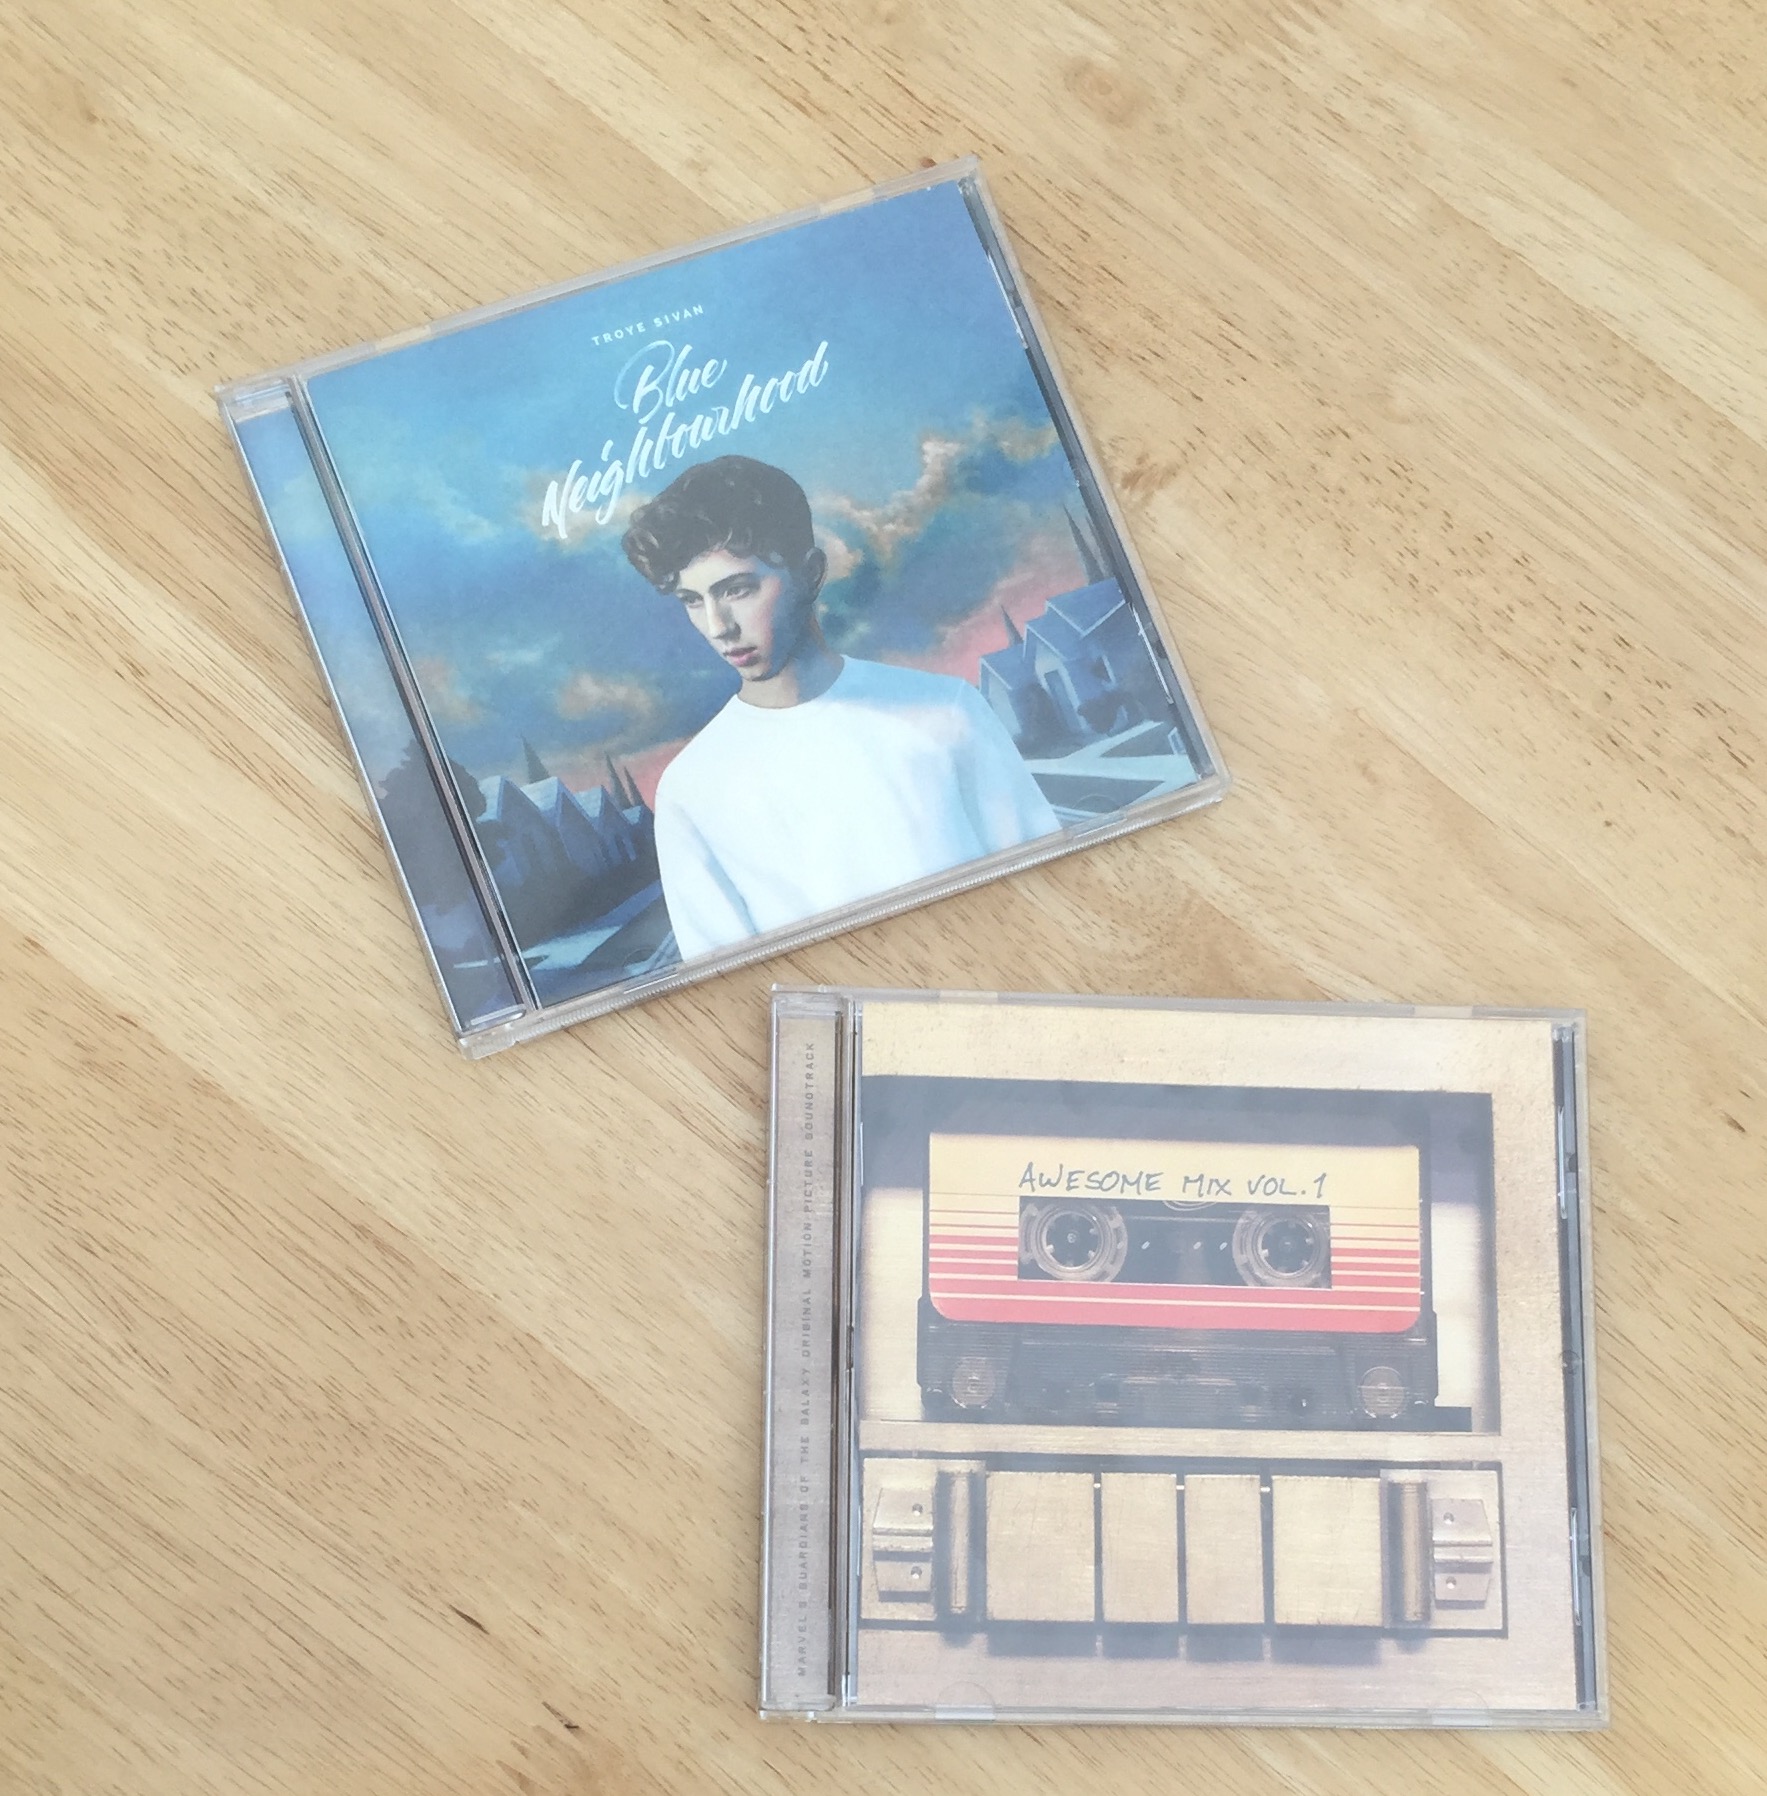 TROYE SIVAN
Blue
Neighbourhood
AWESOME MIX VOL.1
MARVEL'S GUARDIANS OF THE GALAXY ORIGINAL MOTION PICTURE SOUNDTRACK